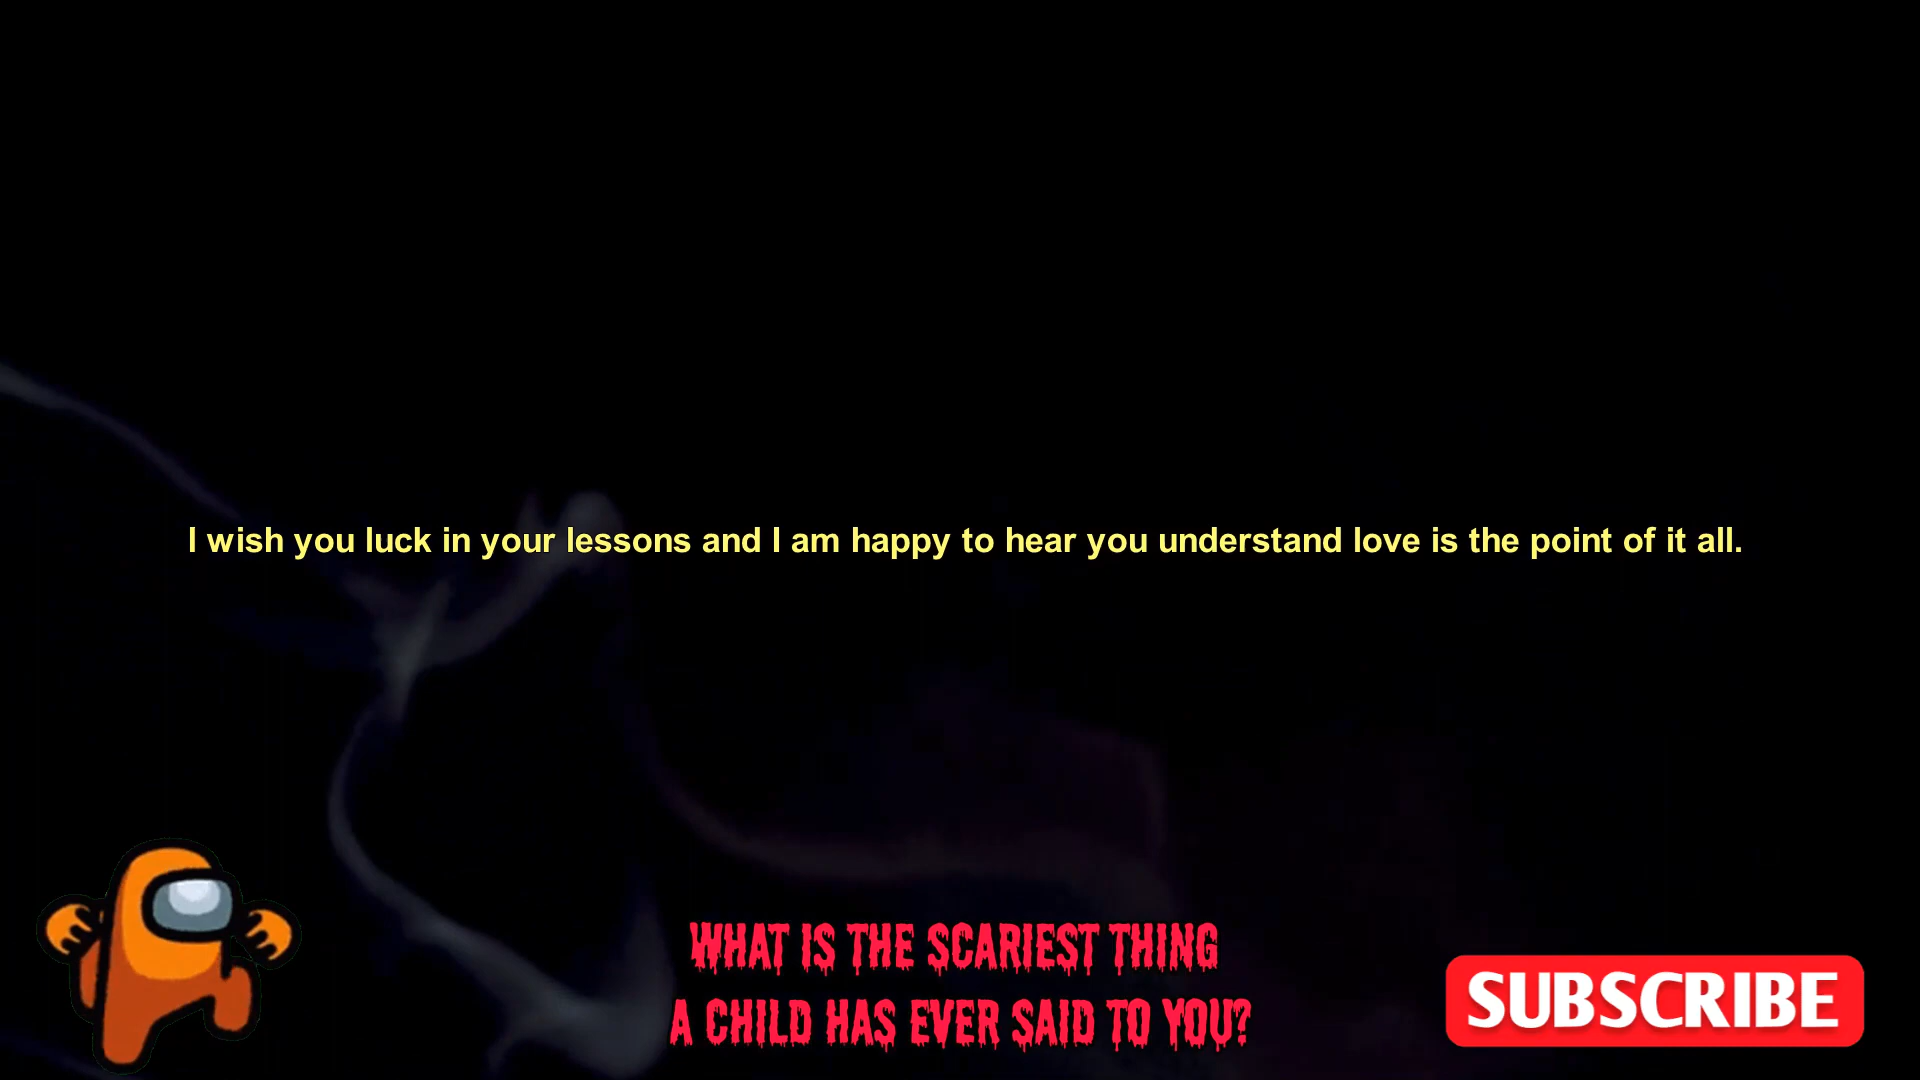 I wish you luck in your lessons and I am happy to hear you understand love is the point of it all.
WHAT IS THE SCARIEST THING
A CHILD HAS EVER SAID TO YOU?
SUBSCRIBE